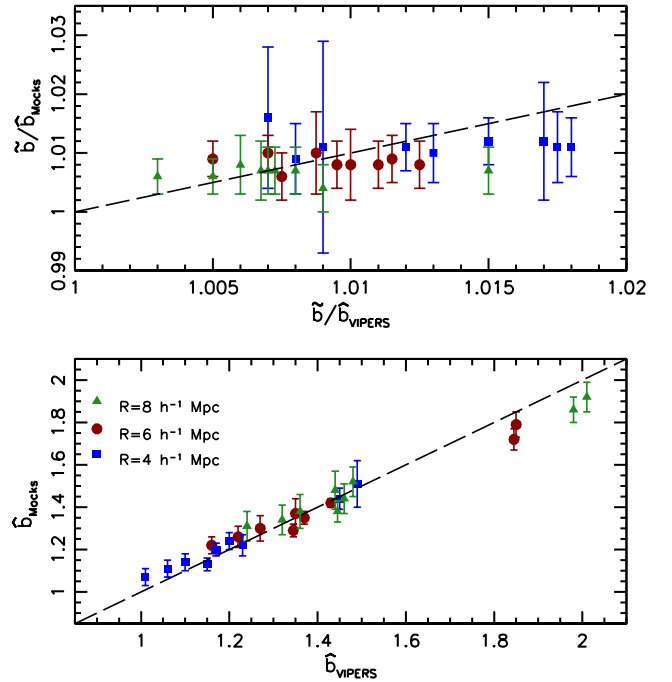 1.03
1.02
1.01
1
0.99
b̃/b̂Mocks
1 1.005 1.01 1.015 1.02
b̃/b̂VIPERS
2
1.8
1.6
1.4
1.2
1
b̂Mocks
R=8 h⁻¹ Mpc
R=6 h⁻¹ Mpc
R=4 h⁻¹ Mpc
1 1.2 1.4 1.6 1.8 2
b̂VIPERS